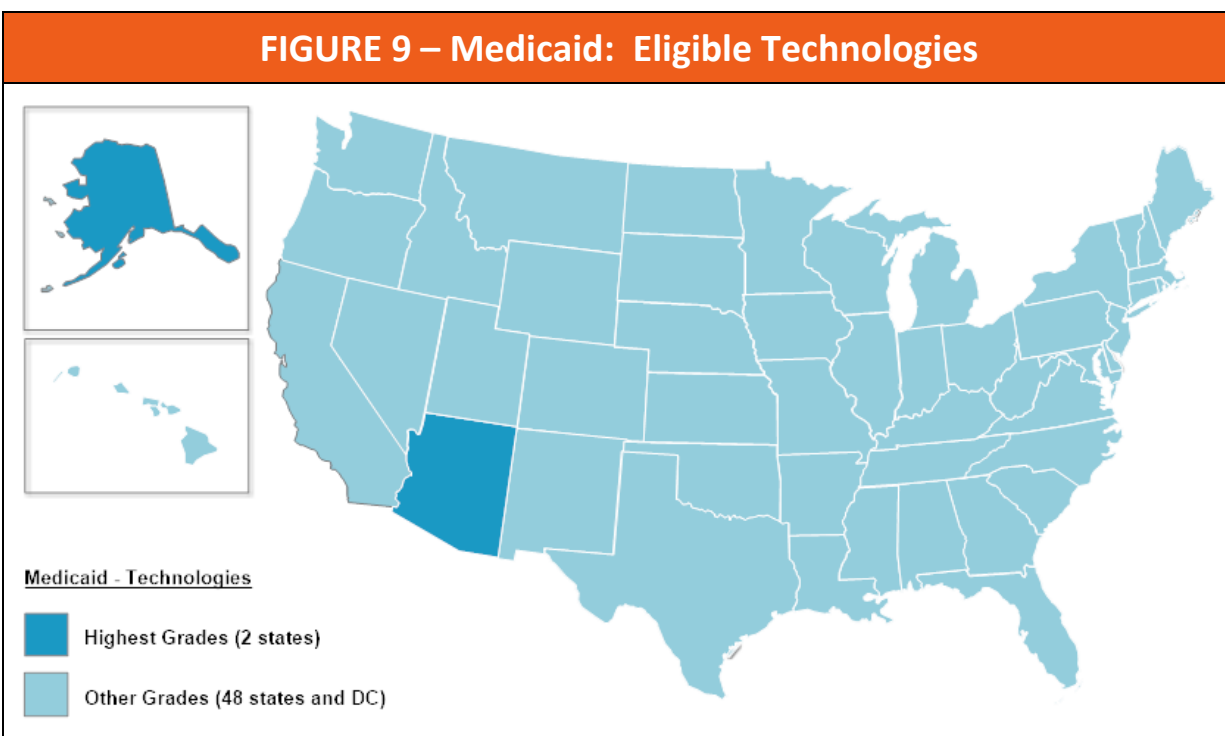 FIGURE 9 – Medicaid: Eligible Technologies
Medicaid - Technologies
Highest Grades (2 states)
Other Grades (48 states and DC)